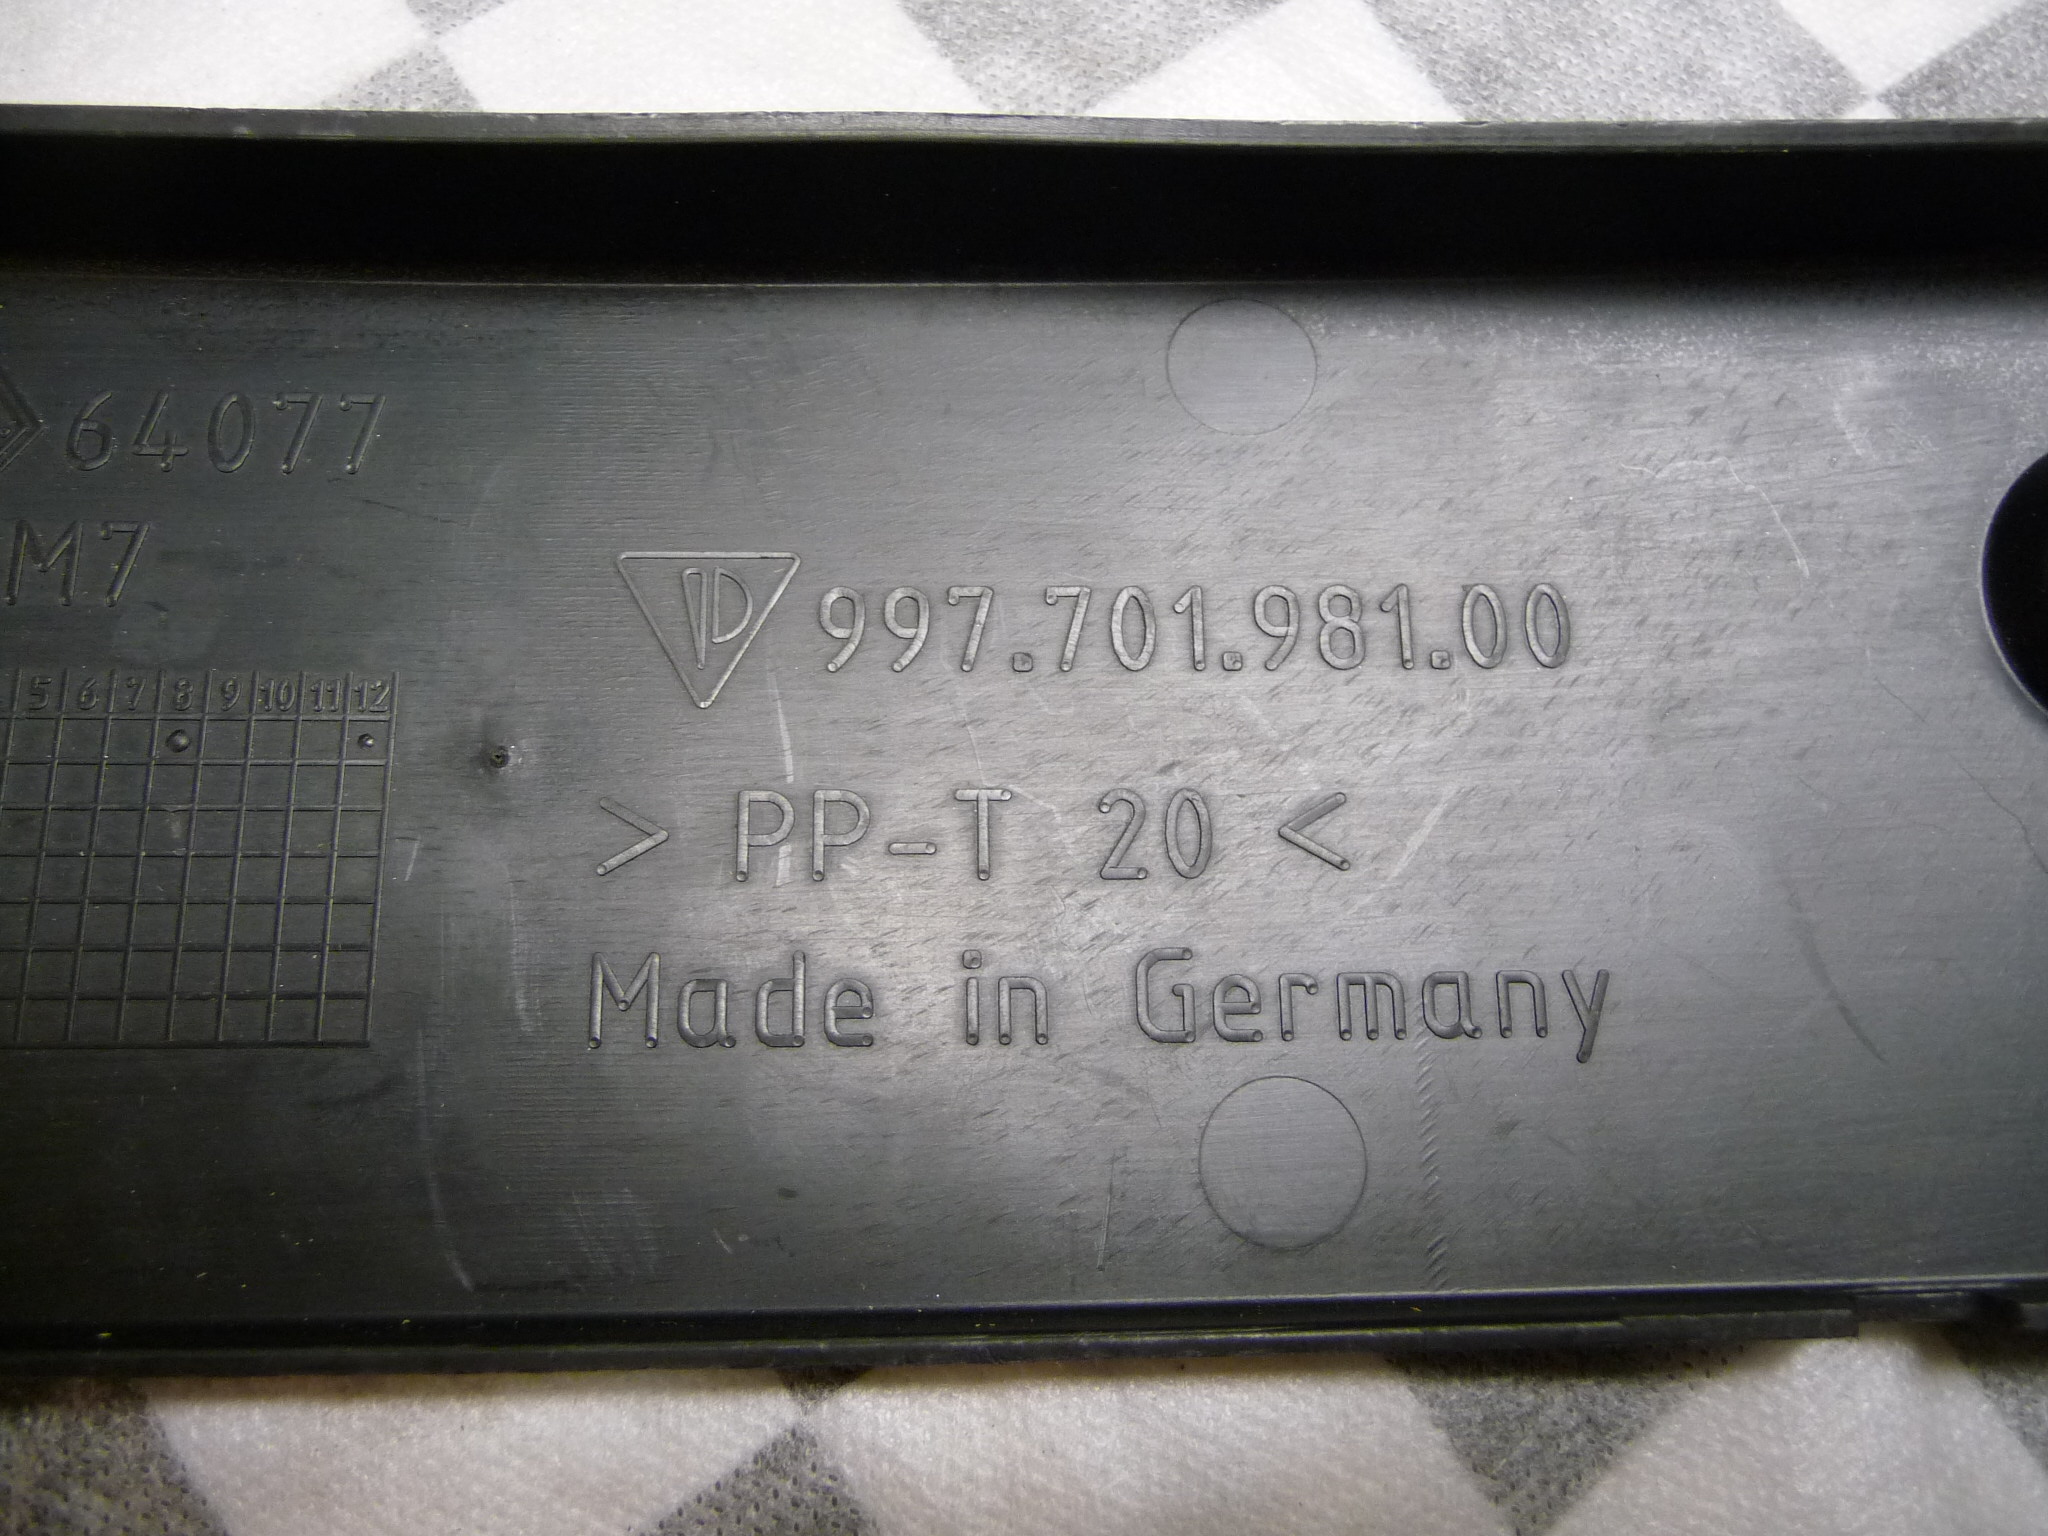 64077
M7
997.701.981.00
5 6 7 8 9 10 11 12
> PP-T 20 <
Made in Germany